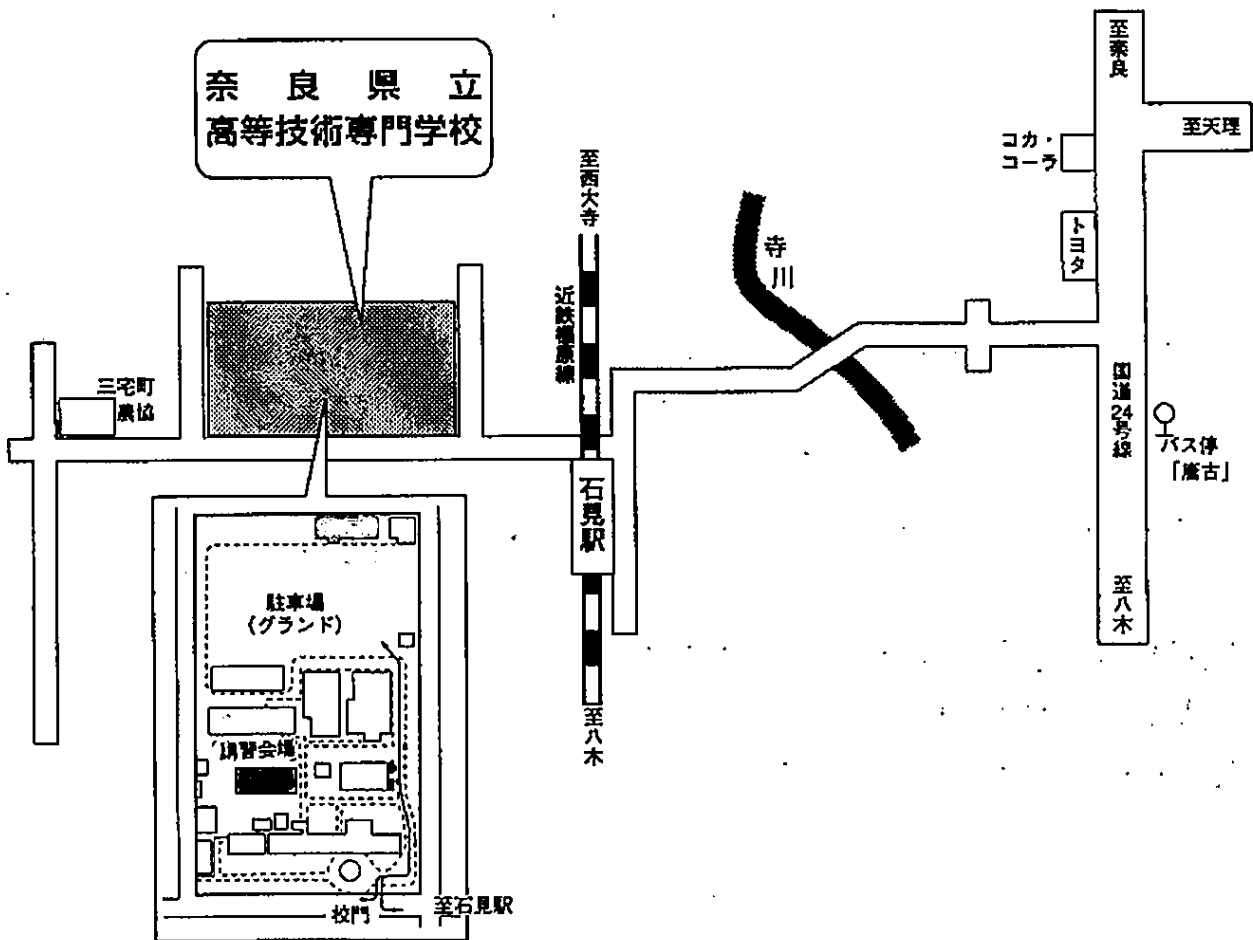 奈良県立
高等技術専門学校
至奈良
至天理
コカ・
コーラ
トヨタ
至西大寺
寺川
近鉄橿原線
三宅町
農協
国道24号線
バス停
「唐古」
石見駅
至八木
駐車場
(グランド)
至八木
講習会場
校門
至石見駅